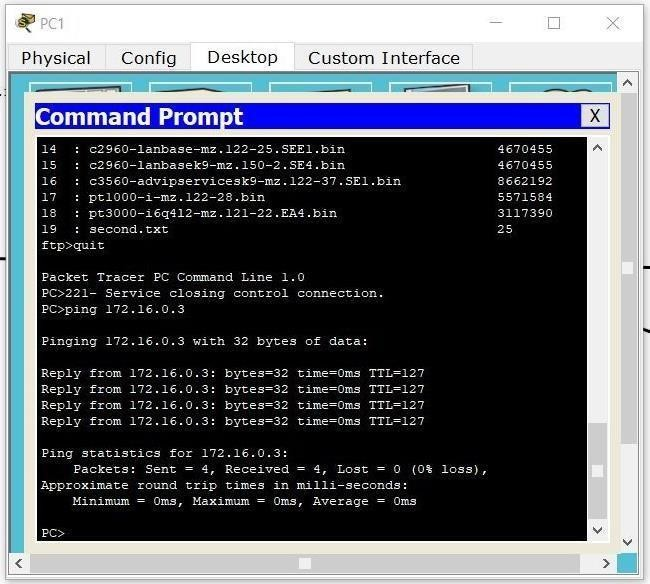 PC1
Physical Config Desktop Custom Interface
Command Prompt X
14 : c2960-lanbase-mz.122-25.SEE1.bin 4670455
15 : c2960-lanbasek9-mz.150-2.SE4.bin 4670455
16 : c3560-advipservicesk9-mz.122-37.SE1.bin 8662192
17 : pt1000-i-mz.122-28.bin 5571584
18 : pt3000-i6q4l2-mz.121-22.EA4.bin 3117390
19 : second.txt 25
ftp>quit
Packet Tracer PC Command Line 1.0
PC>221- Service closing control connection.
PC>ping 172.16.0.3
Pinging 172.16.0.3 with 32 bytes of data:
Reply from 172.16.0.3: bytes=32 time=0ms TTL=127
Reply from 172.16.0.3: bytes=32 time=0ms TTL=127
Reply from 172.16.0.3: bytes=32 time=0ms TTL=127
Reply from 172.16.0.3: bytes=32 time=0ms TTL=127
Ping statistics for 172.16.0.3:
Packets: Sent = 4, Received = 4, Lost = 0 (0% loss),
Approximate round trip times in milli-seconds:
Minimum = 0ms, Maximum = 0ms, Average = 0ms
PC>